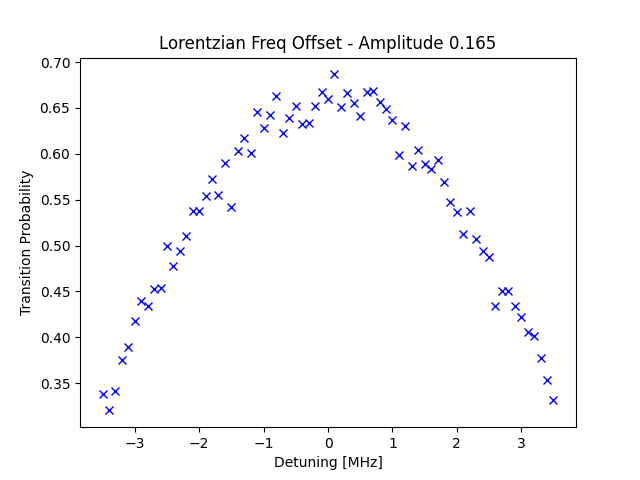 Lorentzian Freq Offset - Amplitude 0.165
0.70
0.65
0.60
0.55
0.50
0.45
0.40
0.35
Transition Probability
−3 −2 −1 0 1 2 3
Detuning [MHz]